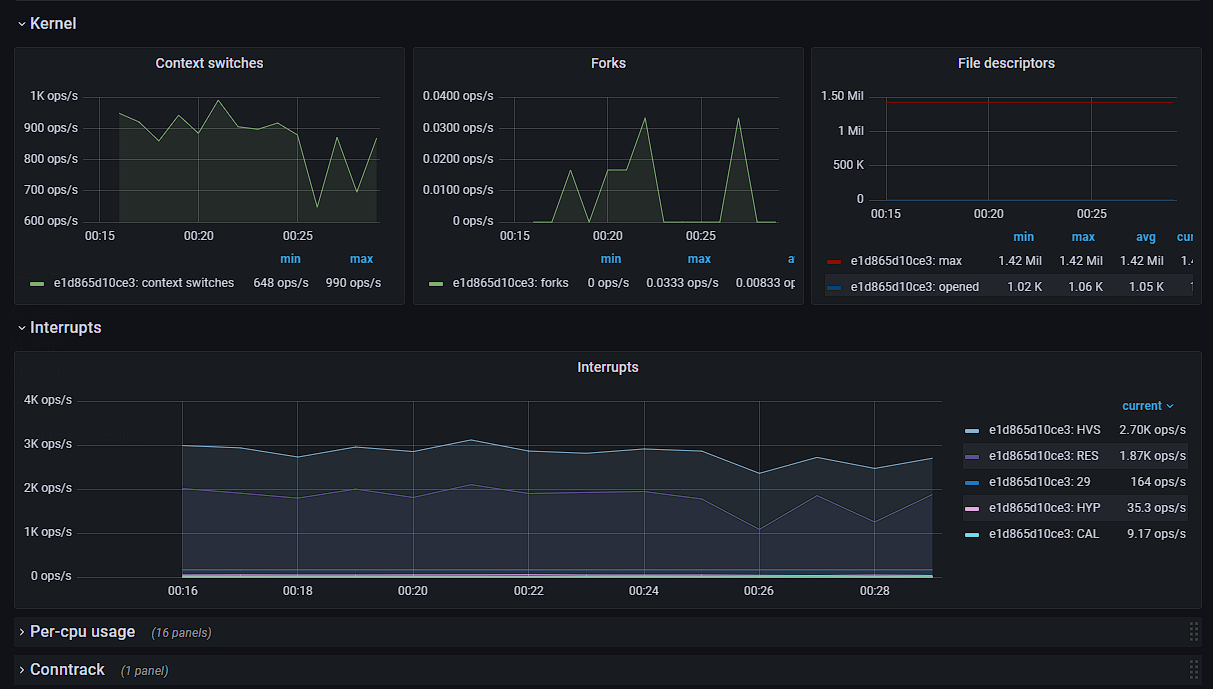 Kernel
Context switches
1K ops/s
900 ops/s
800 ops/s
700 ops/s
600 ops/s
00:15 00:20 00:25
min max
e1d865d10ce3: context switches 648 ops/s 990 ops/s
Forks
0.0400 ops/s
0.0300 ops/s
0.0200 ops/s
0.0100 ops/s
0 ops/s
00:15 00:20 00:25
min max a
e1d865d10ce3: forks 0 ops/s 0.0333 ops/s 0.00833 op
File descriptors
1.50 Mil
1 Mil
500 K
0
00:15 00:20 00:25
min max avg cur
e1d865d10ce3: max 1.42 Mil 1.42 Mil 1.42 Mil 1.4
e1d865d10ce3: opened 1.02 K 1.06 K 1.05 K
Interrupts
Interrupts
4K ops/s
3K ops/s
2K ops/s
1K ops/s
0 ops/s
00:16 00:18 00:20 00:22 00:24 00:26 00:28
current
e1d865d10ce3: HVS 2.70K ops/s
e1d865d10ce3: RES 1.87K ops/s
e1d865d10ce3: 29 164 ops/s
e1d865d10ce3: HYP 35.3 ops/s
e1d865d10ce3: CAL 9.17 ops/s
Per-cpu usage (16 panels)
Conntrack (1 panel)